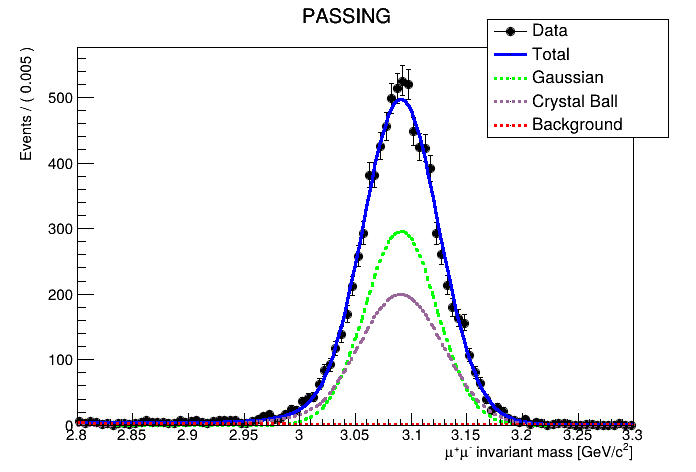 PASSING
Data
Total
Gaussian
Crystal Ball
Background
Events / ( 0.005 )
500
400
300
200
100
0
2.8 2.85 2.9 2.95 3 3.05 3.1 3.15 3.2 3.25 3.3
μ⁺μ⁻ invariant mass [GeV/c²]